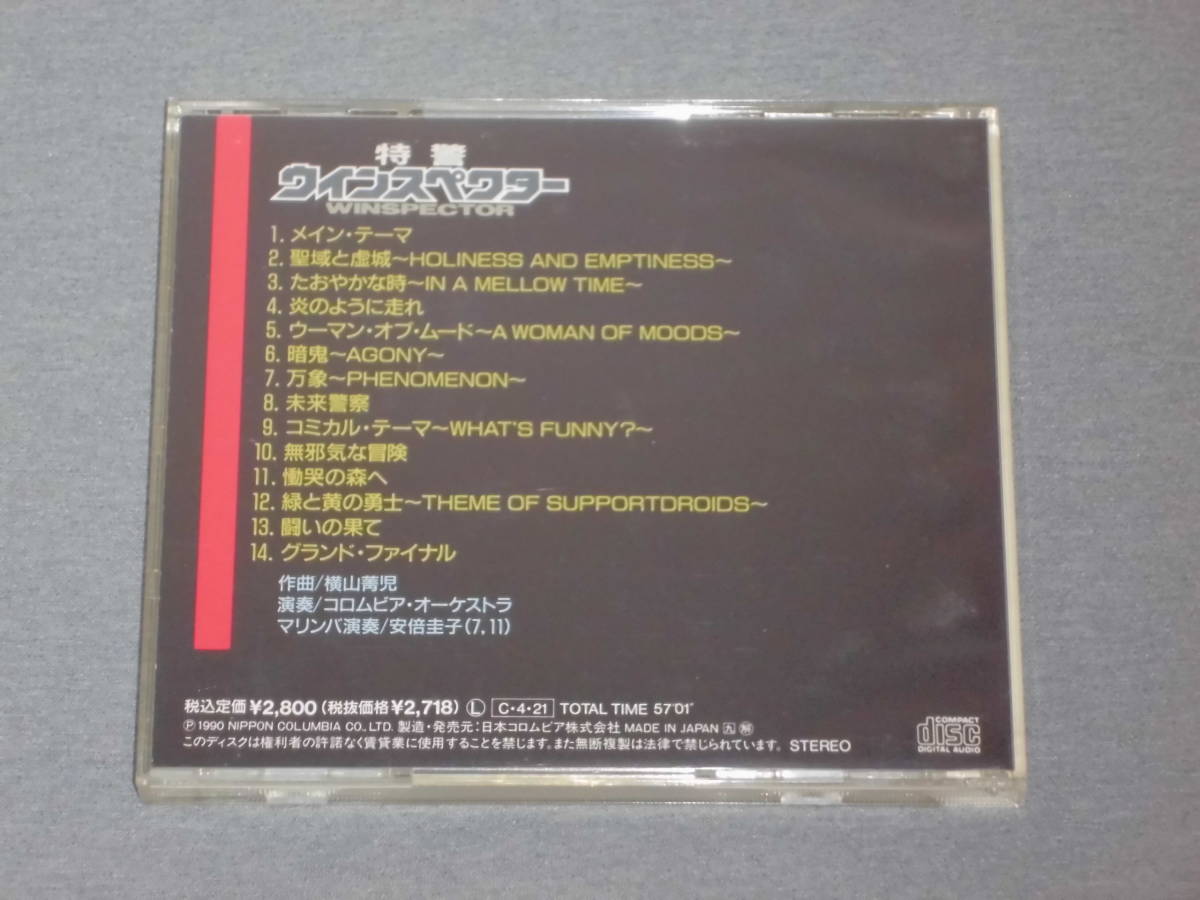 特警
ウインスペクター
WINSPECTOR
1. メイン・テーマ
2. 聖域と虚城～HOLINESS AND EMPTINESS～
3. たおやかな時～IN A MELLOW TIME～
4. 炎のように走れ
5. ウーマン・オブ・ムード～A WOMAN OF MOODS～
6. 暗鬼～AGONY～
7. 万象～PHENOMENON～
8. 未来警察
9. コミカル・テーマ～WHAT'S FUNNY?～
10. 無邪気な冒険
11. 慟哭の森へ
12. 緑と黄の勇士～THEME OF SUPPORTDROIDS～
13. 闘いの果て
14. グランド・ファイナル
作曲/横山菁児
演奏/コロムビア・オーケストラ
マリンバ演奏/安倍圭子(7, 11)
税込定価¥2,800(税抜価格¥2,718) Ⓛ C・4・21 TOTAL TIME 57'01"
Ⓟ1990 NIPPON COLUMBIA CO., LTD. 製造・発売元：日本コロムビア株式会社 MADE IN JAPAN 九
このディスクは権利者の許諾なく賃貸業に使用することを禁じます。また無断複製は法律で禁じられています。 STEREO
COMPACT
disc
DIGITAL AUDIO